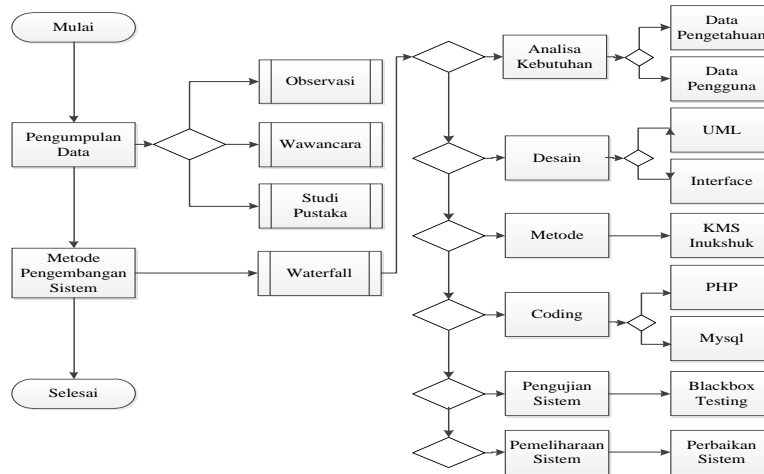 Mulai
Pengumpulan
Data
Metode
Pengembangan
Sistem
Selesai
Observasi
Wawancara
Studi
Pustaka
Waterfall
Analisa
Kebutuhan
Data
Pengetahuan
Data
Pengguna
Desain
UML
Interface
Metode
KMS
Inukshuk
Coding
PHP
Mysql
Pengujian
Sistem
Blackbox
Testing
Pemeliharaan
Sistem
Perbaikan
Sistem